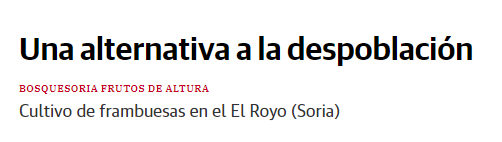 Una alternativa a la despoblación
BOSQUESORIA FRUTOS DE ALTURA
Cultivo de frambuesas en el El Royo (Soria)